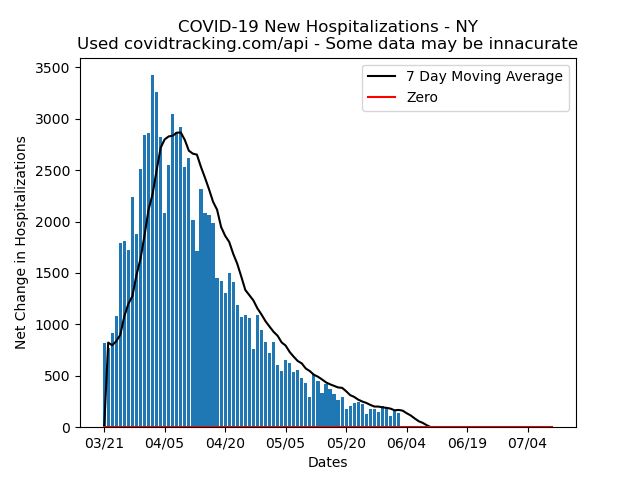 COVID-19 New Hospitalizations - NY
Used covidtracking.com/api - Some data may be innacurate
7 Day Moving Average
Zero
Net Change in Hospitalizations
3500
3000
2500
2000
1500
1000
500
0
03/21 04/05 04/20 05/05 05/20 06/04 06/19 07/04
Dates